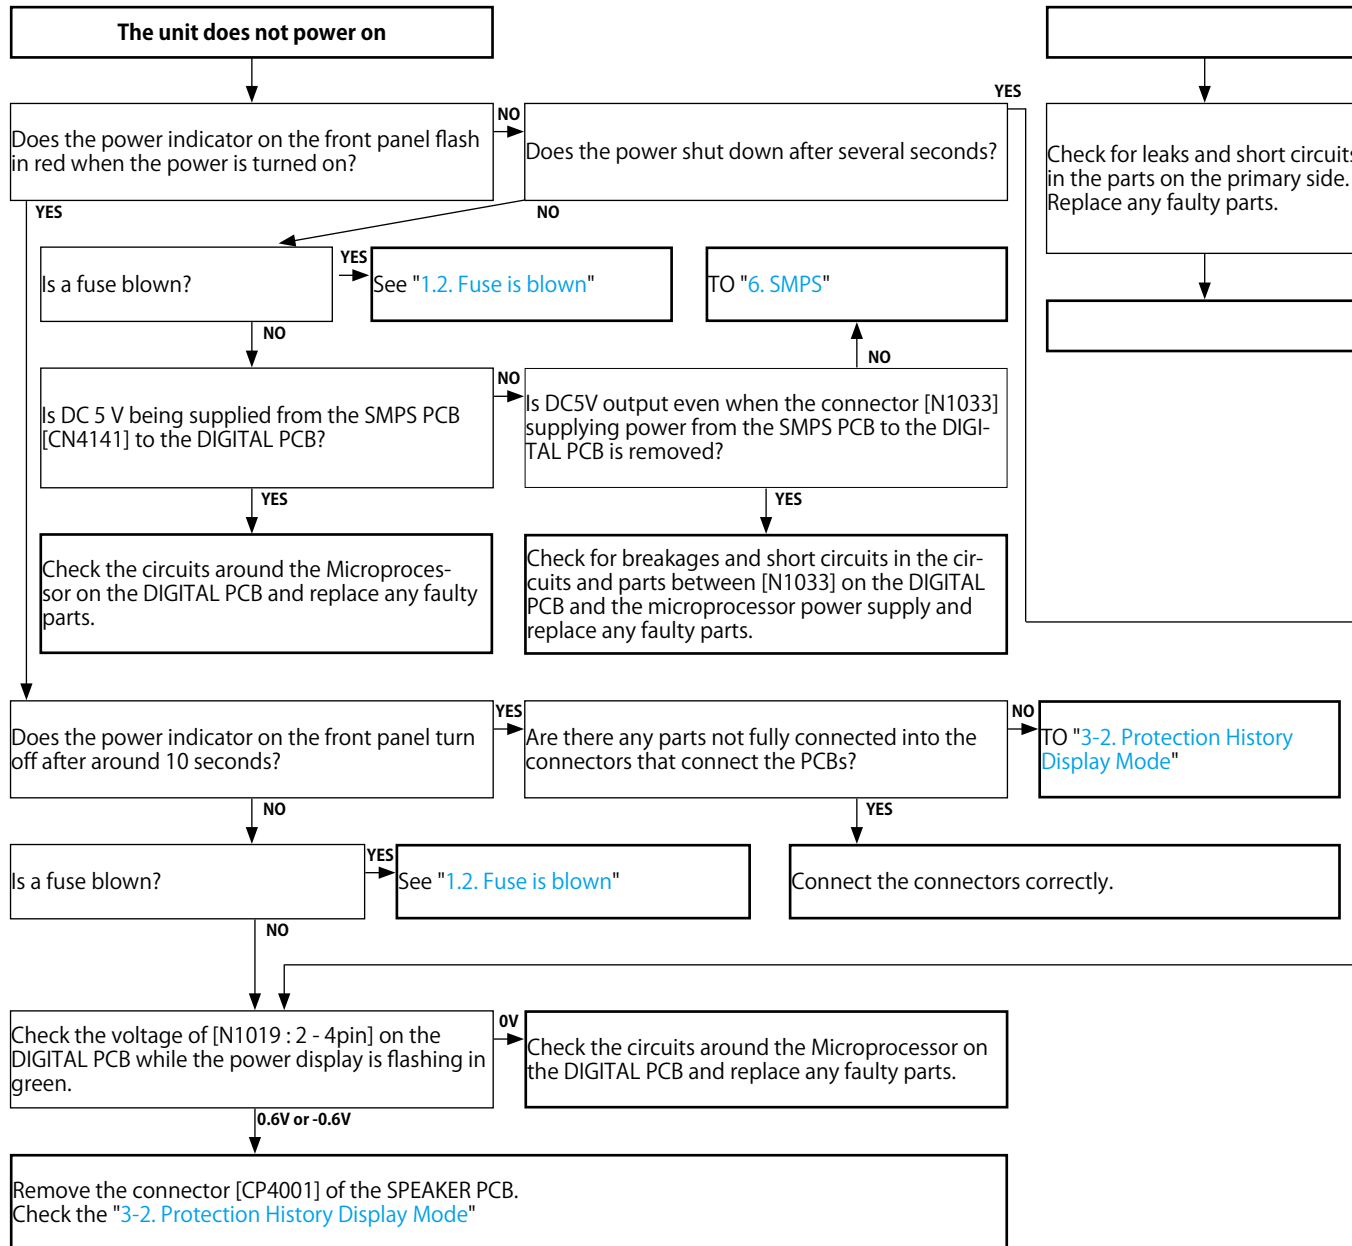 The unit does not power on
YES
NO
Does the power indicator on the front panel flash
in red when the power is turned on?
Does the power shut down after several seconds?
Check for leaks and short circuits
in the parts on the primary side.
Replace any faulty parts.
YES
NO
Is a fuse blown?
YES
See "1.2. Fuse is blown"
TO "6. SMPS"
NO
NO
Is DC 5 V being supplied from the SMPS PCB
[CN4141] to the DIGITAL PCB?
NO
Is DC5V output even when the connector [N1033]
supplying power from the SMPS PCB to the DIGI-
TAL PCB is removed?
YES
YES
Check the circuits around the Microproces-
sor on the DIGITAL PCB and replace any faulty
parts.
Check for breakages and short circuits in the cir-
cuits and parts between [N1033] on the DIGITAL
PCB and the microprocessor power supply and
replace any faulty parts.
Does the power indicator on the front panel turn
off after around 10 seconds?
YES
Are there any parts not fully connected into the
connectors that connect the PCBs?
NO
TO "3-2. Protection History
Display Mode"
NO
YES
Is a fuse blown?
YES
See "1.2. Fuse is blown"
Connect the connectors correctly.
NO
Check the voltage of [N1019 : 2 - 4pin] on the
DIGITAL PCB while the power display is flashing in
green.
0V
Check the circuits around the Microprocessor on
the DIGITAL PCB and replace any faulty parts.
0.6V or -0.6V
Remove the connector [CP4001] of the SPEAKER PCB.
Check the "3-2. Protection History Display Mode"